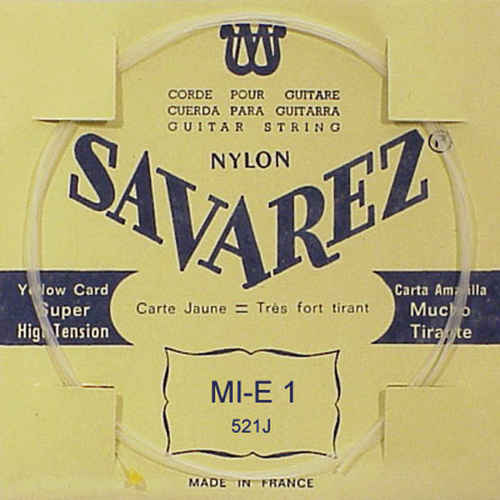 CORDE POUR GUITARE
CUERDA PARA GUITARRA
GUITAR STRING
NYLON
SAVAREZ®
Yellow Card
Super
High Tension
Carte Jaune = Très fort tirant
Carta Amarilla
Mucho
Tirante
MI-E 1
521J
MADE IN FRANCE